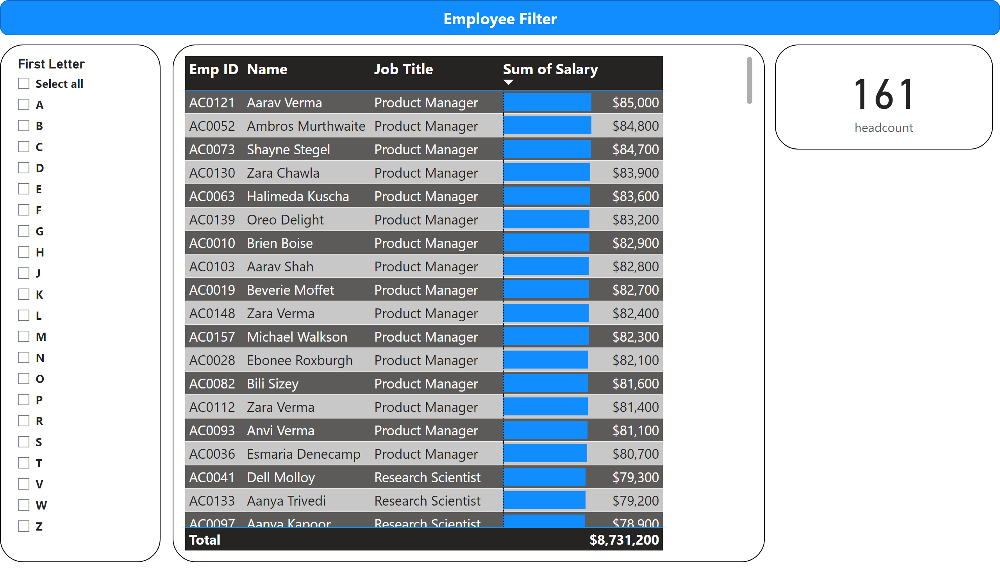 Employee Filter
First Letter
Select all
A
B
C
D
E
F
G
H
J
K
L
M
N
O
P
R
S
T
V
W
Z
Emp ID Name Job Title Sum of Salary
AC0121 Aarav Verma Product Manager $85,000
AC0052 Ambros Murthwaite Product Manager $84,800
AC0073 Shayne Stegel Product Manager $84,700
AC0130 Zara Chawla Product Manager $83,900
AC0063 Halimeda Kuscha Product Manager $83,600
AC0139 Oreo Delight Product Manager $83,200
AC0010 Brien Boise Product Manager $82,900
AC0103 Aarav Shah Product Manager $82,800
AC0019 Beverie Moffet Product Manager $82,700
AC0148 Zara Verma Product Manager $82,400
AC0157 Michael Walkson Product Manager $82,300
AC0028 Ebonee Roxburgh Product Manager $82,100
AC0082 Bili Sizey Product Manager $81,600
AC0112 Zara Verma Product Manager $81,400
AC0093 Anvi Verma Product Manager $81,100
AC0036 Esmaria Denecamp Product Manager $80,700
AC0041 Dell Molloy Research Scientist $79,300
AC0133 Aanya Trivedi Research Scientist $79,200
AC0097 Aanya Kapoor Research Scientist $78,900
Total $8,731,200
161
headcount